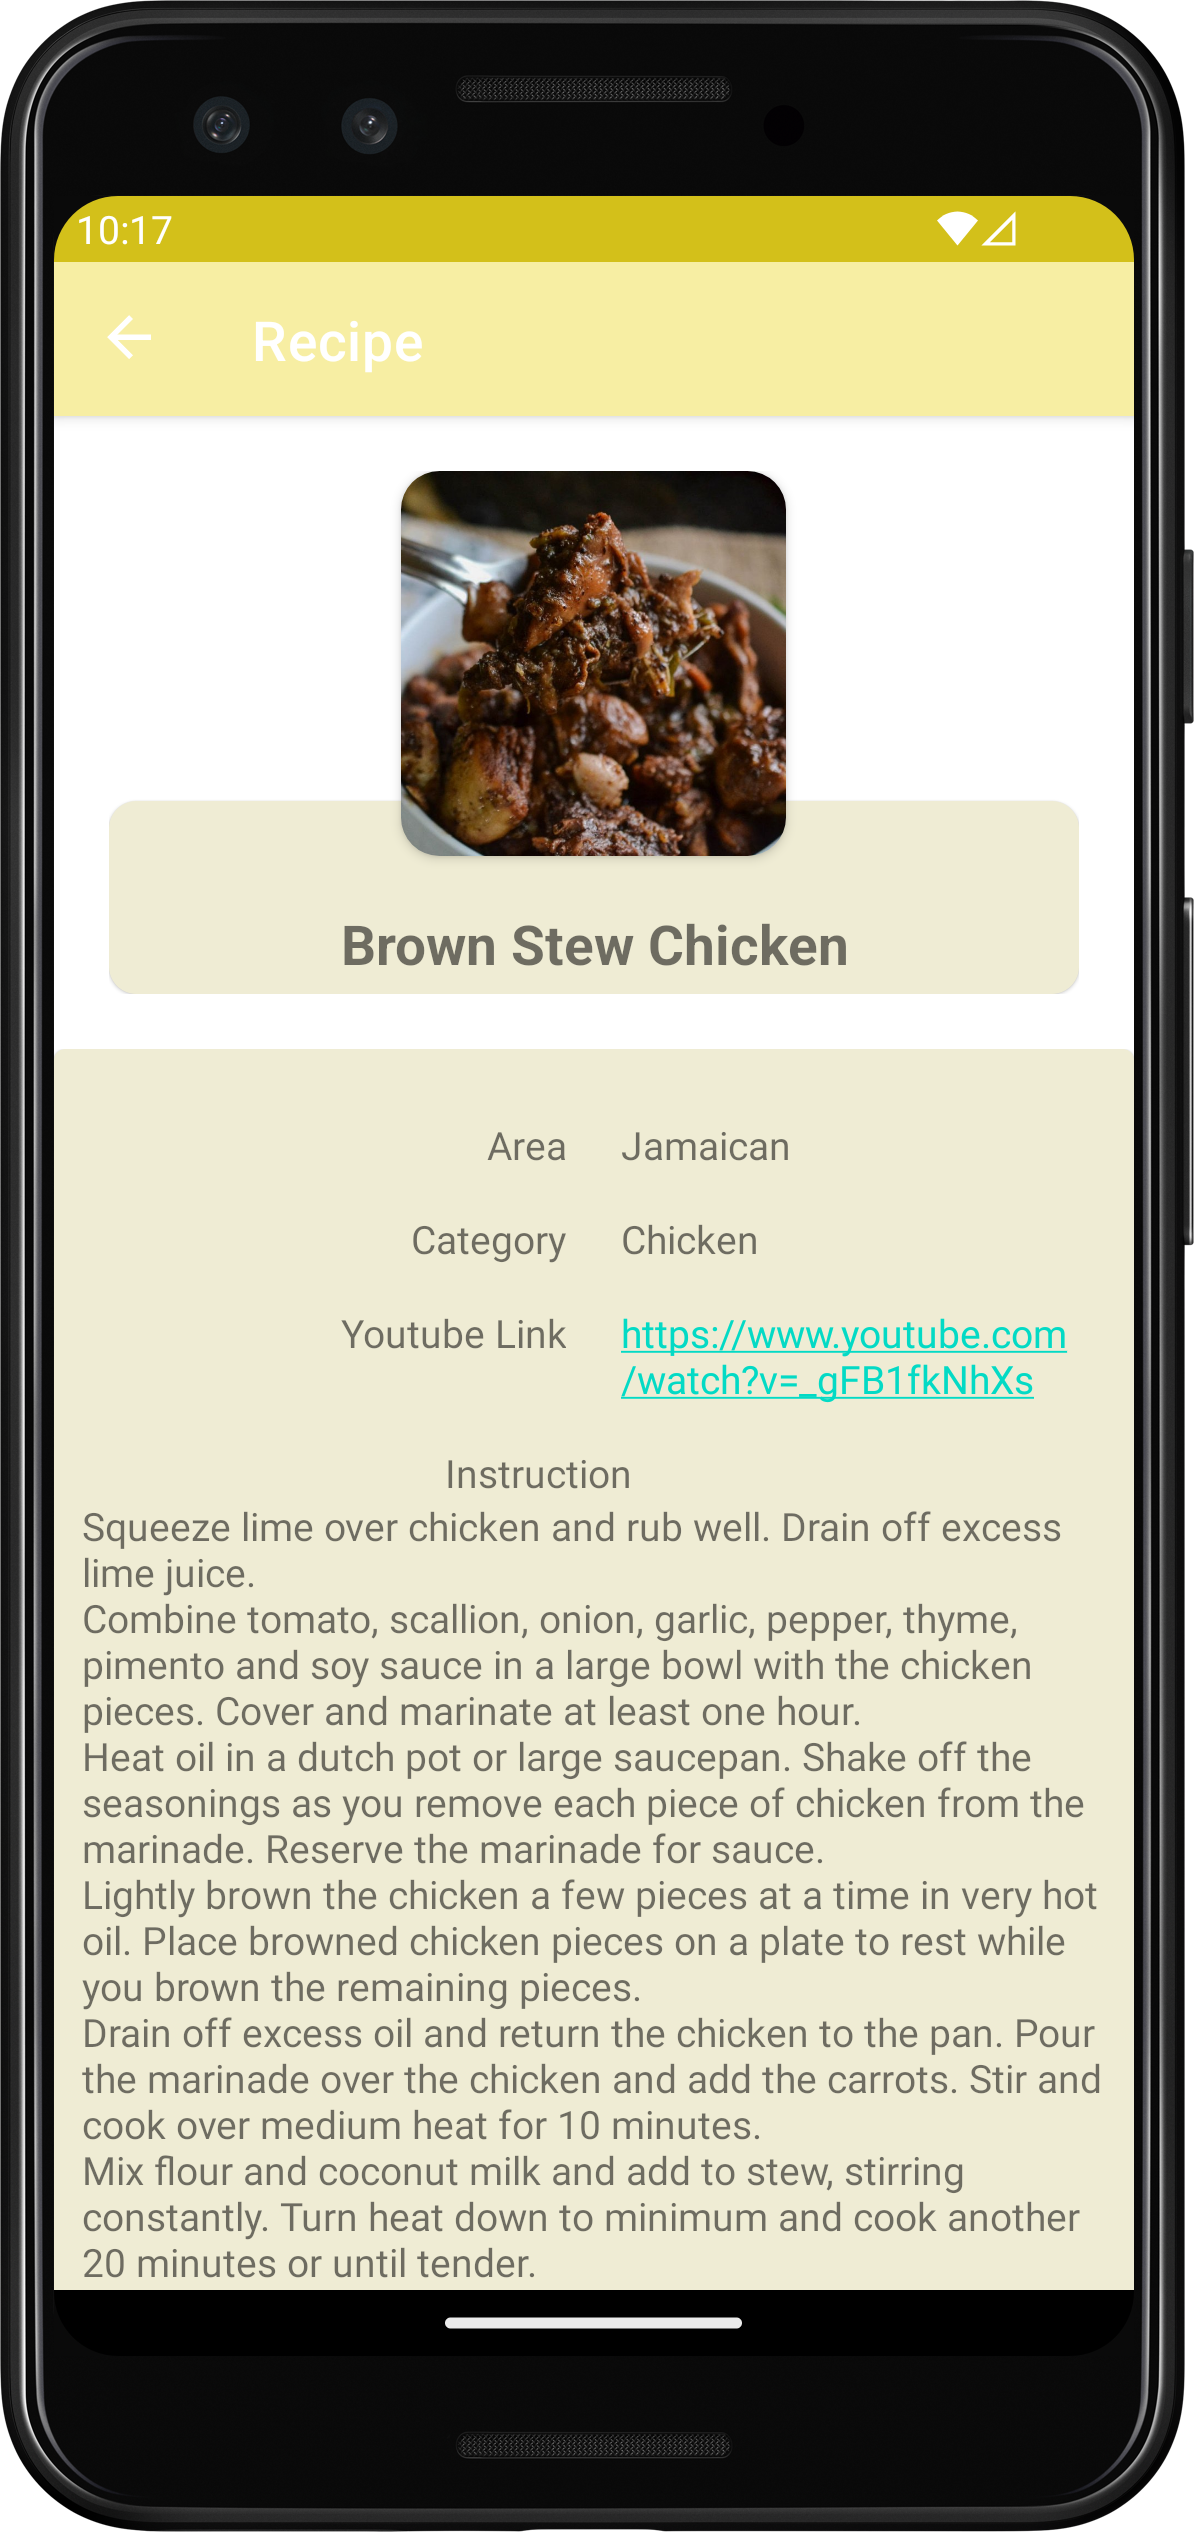 10:17
Recipe
Brown Stew Chicken
Area Jamaican
Category Chicken
Youtube Link https://www.youtube.com
/watch?v=_gFB1fkNhXs
Instruction
Squeeze lime over chicken and rub well. Drain off excess
lime juice.
Combine tomato, scallion, onion, garlic, pepper, thyme,
pimento and soy sauce in a large bowl with the chicken
pieces. Cover and marinate at least one hour.
Heat oil in a dutch pot or large saucepan. Shake off the
seasonings as you remove each piece of chicken from the
marinade. Reserve the marinade for sauce.
Lightly brown the chicken a few pieces at a time in very hot
oil. Place browned chicken pieces on a plate to rest while
you brown the remaining pieces.
Drain off excess oil and return the chicken to the pan. Pour
the marinade over the chicken and add the carrots. Stir and
cook over medium heat for 10 minutes.
Mix flour and coconut milk and add to stew, stirring
constantly. Turn heat down to minimum and cook another
20 minutes or until tender.